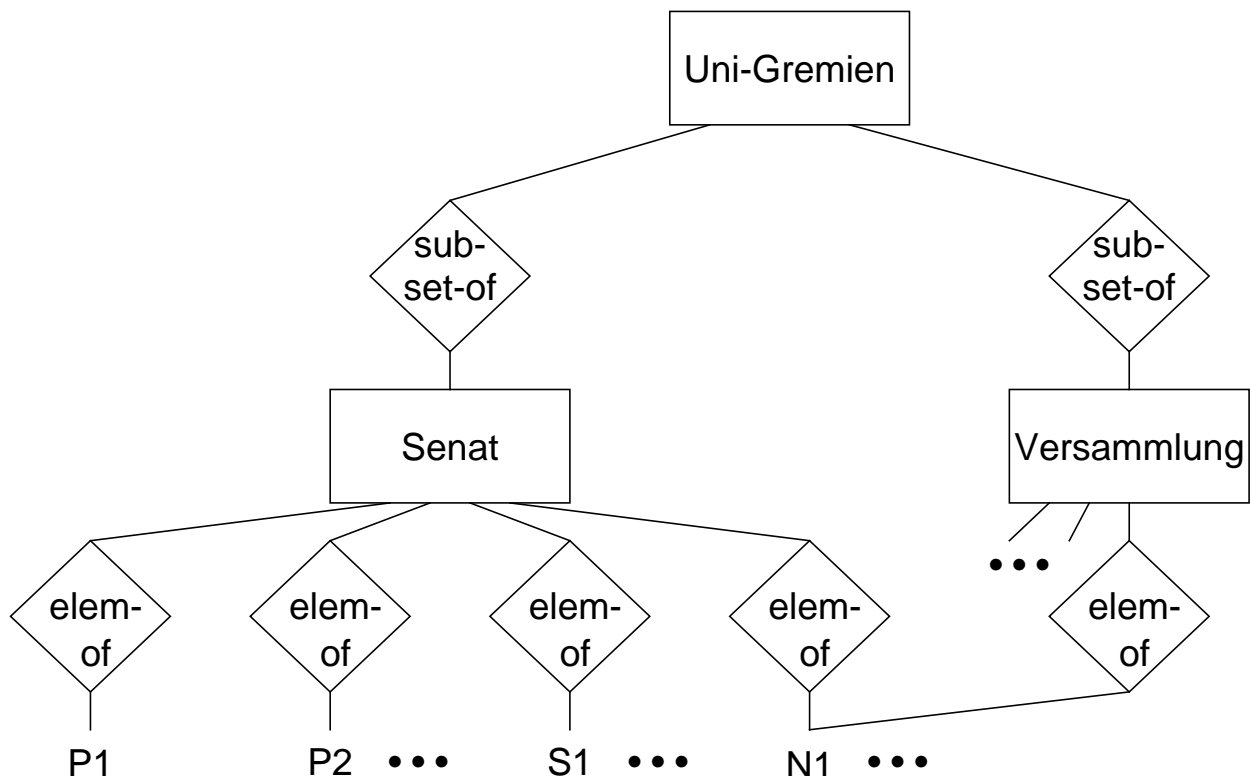 Uni-Gremien
sub-
set-of
sub-
set-of
Senat
Versammlung
•••
elem-
of
elem-
of
elem-
of
elem-
of
elem-
of
P1
P2 •••
S1 •••
N1 •••